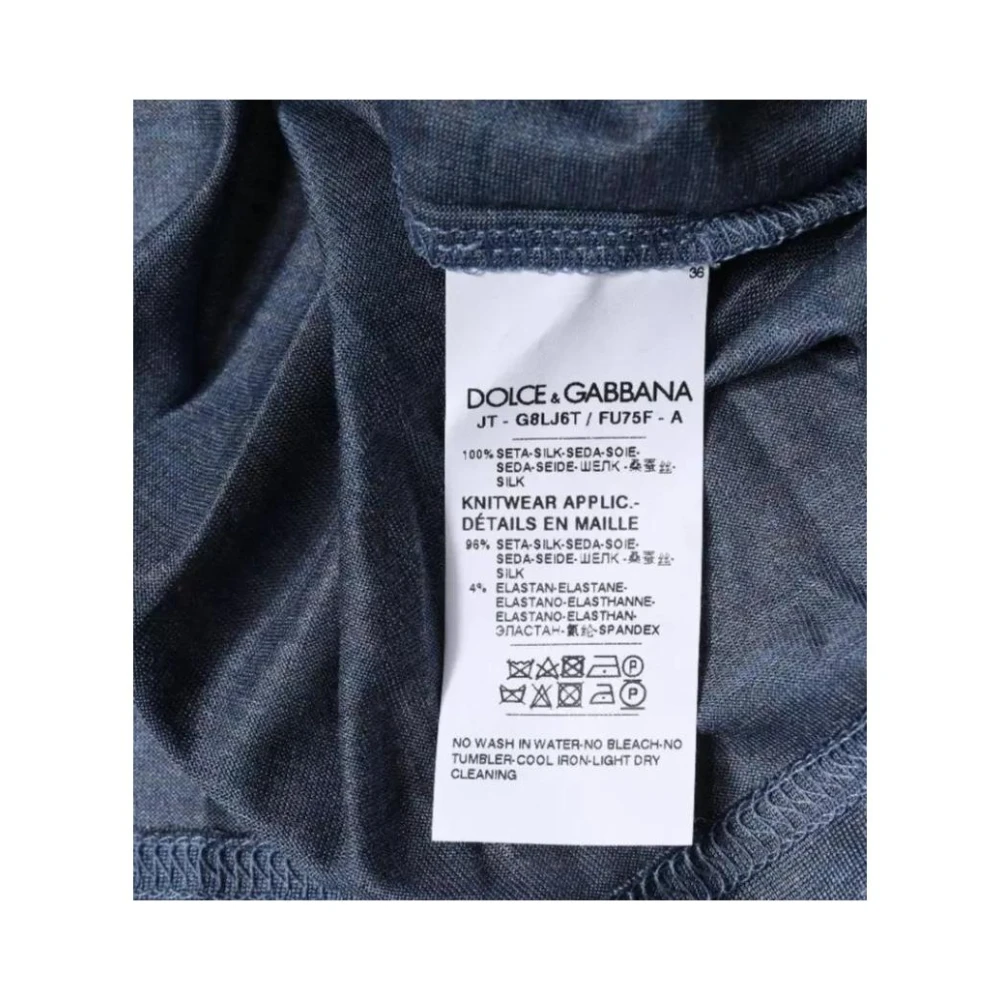 36
DOLCE & GABBANA
JT - G8LJ6T / FU75F - A
100% SETA-SILK-SEDA-SOIE-
SEDA-SEIDE-ШЕЛК-桑蚕丝-
SILK
KNITWEAR APPLIC.-
DÉTAILS EN MAILLE
96% SETA-SILK-SEDA-SOIE-
SEDA-SEIDE-ШЕЛК-桑蚕丝-
SILK
4% ELASTAN-ELASTANE-
ELASTANO-ELASTHANNE-
ELASTANO-ELASTHAN-
ЭЛАСТАН-氨纶-SPANDEX
P
P
NO WASH IN WATER-NO BLEACH-NO
TUMBLER-COOL IRON-LIGHT DRY
CLEANING